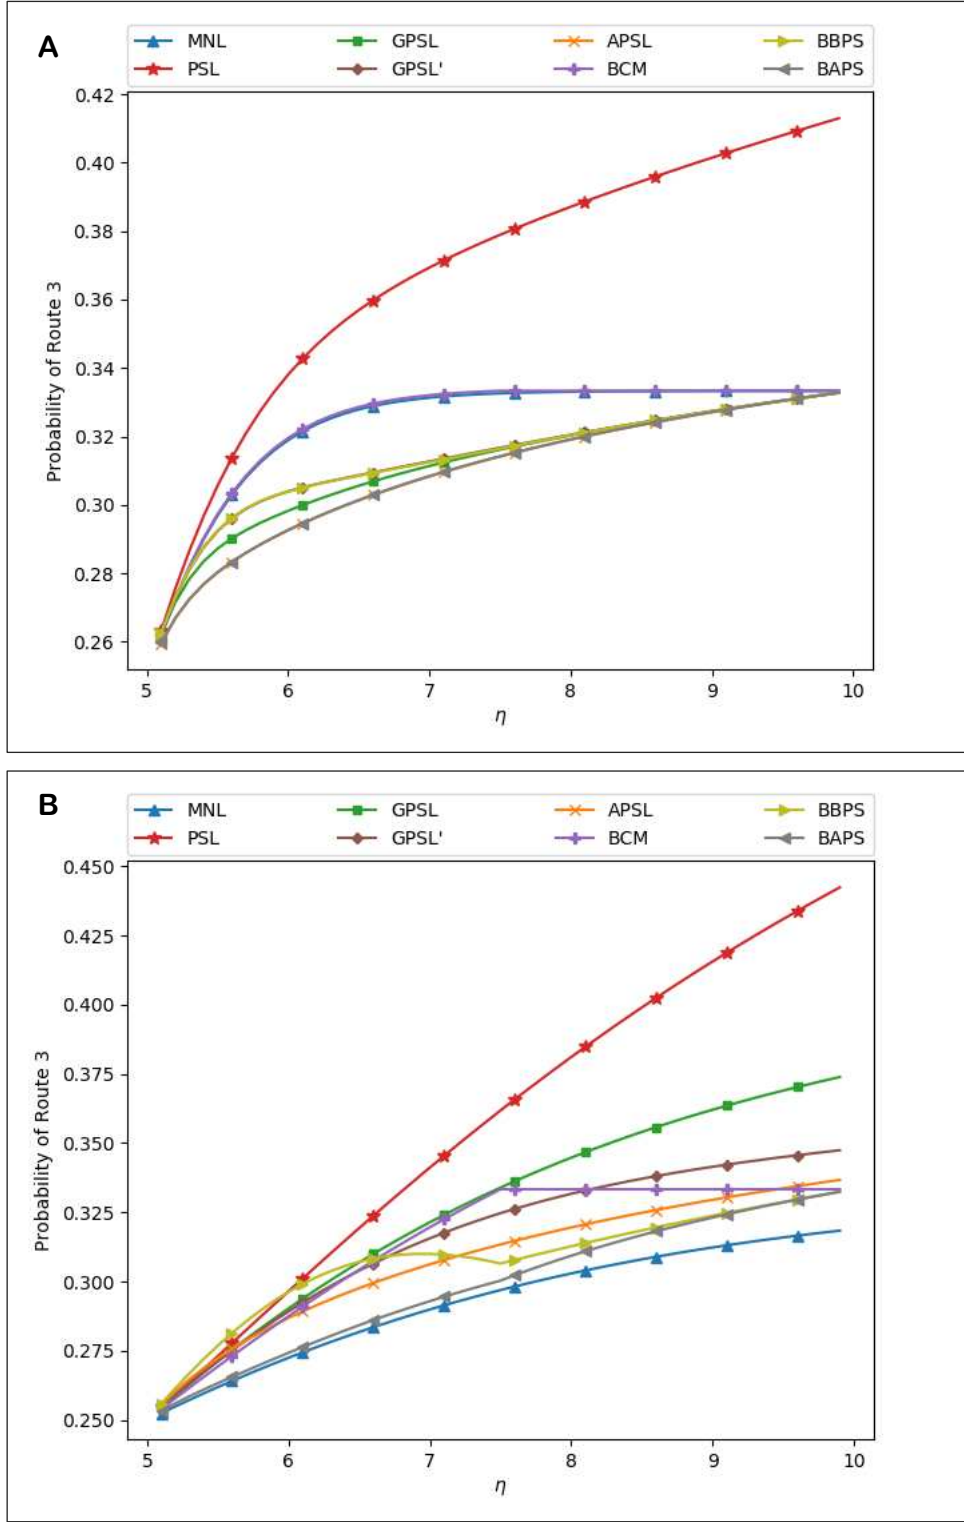 A
MNL GPSL APSL BBPS
PSL GPSL' BCM BAPS
0.42
0.40
0.38
0.36
0.34
0.32
0.30
0.28
0.26
Probability of Route 3
5 6 7 8 9 10
η
B
MNL GPSL APSL BBPS
PSL GPSL' BCM BAPS
0.450
0.425
0.400
0.375
0.350
0.325
0.300
0.275
0.250
Probability of Route 3
5 6 7 8 9 10
η